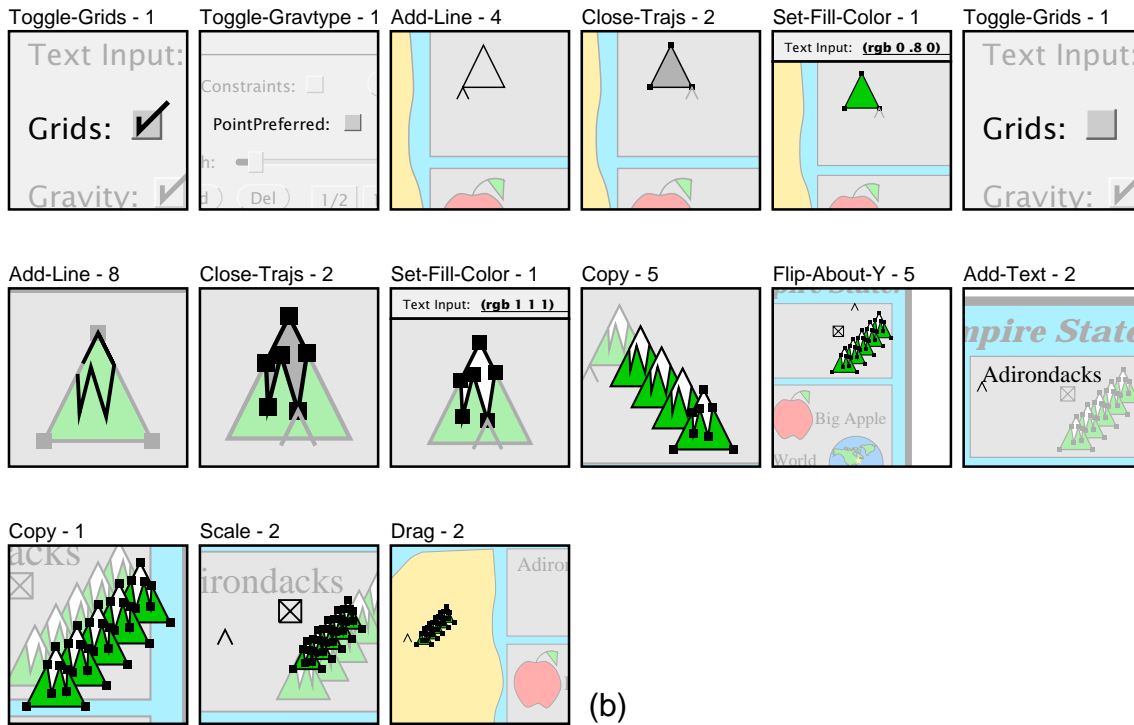 Toggle-Grids - 1
Toggle-Gravtype - 1
Add-Line - 4
Close-Trajs - 2
Set-Fill-Color - 1
Toggle-Grids - 1
Text Input:
Grids:
Gravity:
Constraints:
PointPreferred:
h:
d
Del
1/2
1
Text Input: (rgb 0 .8 0)
Text Input:
Grids:
Gravity:
Add-Line - 8
Close-Trajs - 2
Set-Fill-Color - 1
Copy - 5
Flip-About-Y - 5
Add-Text - 2
Text Input: (rgb 1 1 1)
pire State
Big Apple
World
mpire State
Adirondacks
Copy - 1
Scale - 2
Drag - 2
acks
irondacks
Adiron
(b)